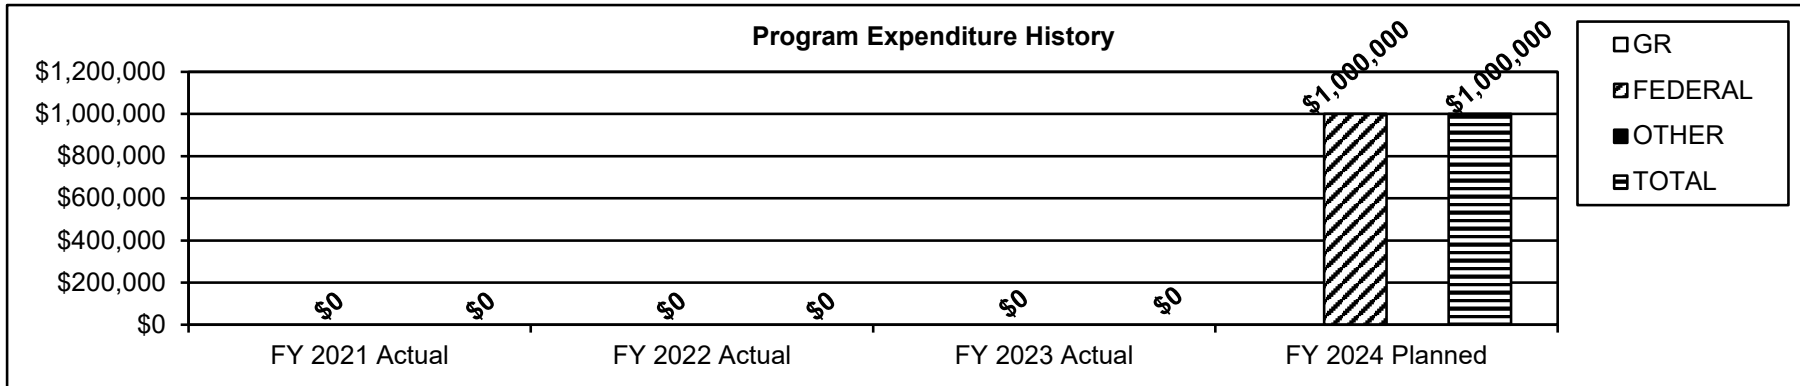 Program Expenditure History
$1,200,000
$1,000,000
$800,000
$600,000
$400,000
$200,000
$0
$0
$0
$0
$0
$0
$0
$1,000,000
$1,000,000
FY 2021 Actual
FY 2022 Actual
FY 2023 Actual
FY 2024 Planned
GR
FEDERAL
OTHER
TOTAL